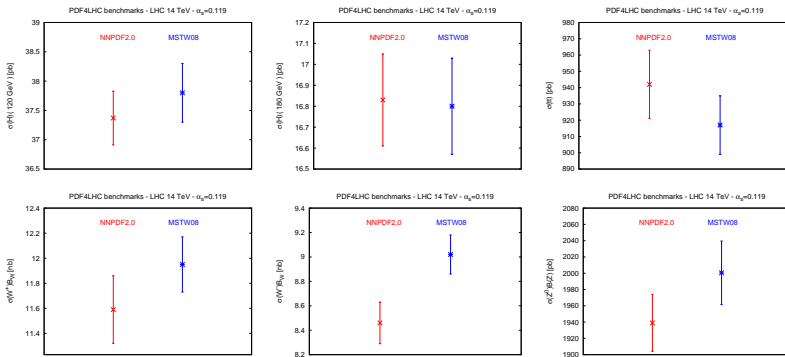 PDF4LHC benchmarks - LHC 14 TeV - αs=0.119
NNPDF2.0 MSTW08
σ(H)( 120 GeV ) [pb]
39
38.5
38
37.5
37
36.5
PDF4LHC benchmarks - LHC 14 TeV - αs=0.119
NNPDF2.0 MSTW08
σ(H)( 180 GeV ) [pb]
17.2
17.1
17
16.9
16.8
16.7
16.6
16.5
PDF4LHC benchmarks - LHC 14 TeV - αs=0.119
NNPDF2.0 MSTW08
σ(tt) [pb]
980
970
960
950
940
930
920
910
900
890
PDF4LHC benchmarks - LHC 14 TeV - αs=0.119
NNPDF2.0 MSTW08
σ(W⁺)B_W [nb]
12.4
12.2
12
11.8
11.6
11.4
PDF4LHC benchmarks - LHC 14 TeV - αs=0.119
NNPDF2.0 MSTW08
σ(W⁻)B_W [nb]
9.4
9.2
9
8.8
8.6
8.4
8.2
PDF4LHC benchmarks - LHC 14 TeV - αs=0.119
NNPDF2.0 MSTW08
σ(Z⁰)B(Z) [pb]
2080
2060
2040
2020
2000
1980
1960
1940
1920
1900